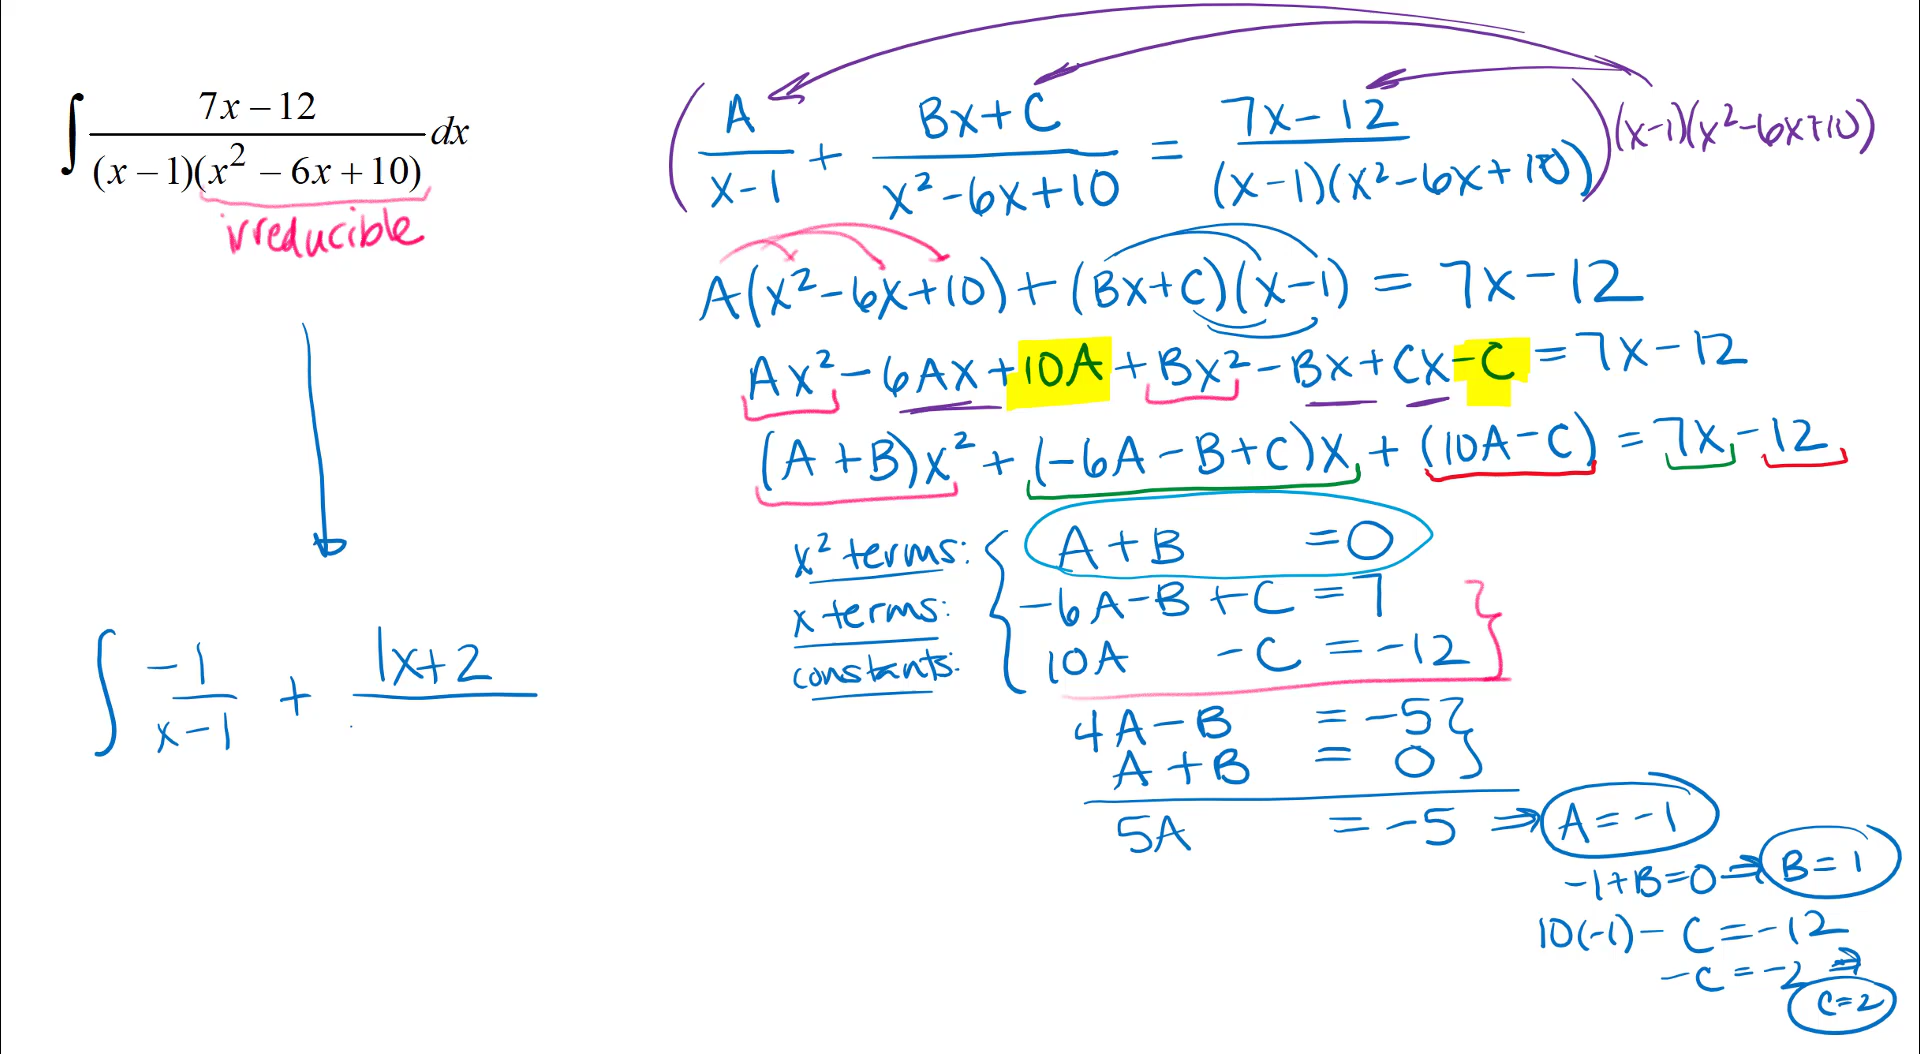 ∫ (7x − 12) / ((x − 1)(x² − 6x + 10)) dx
irreducible
( A/(x−1) + (Bx+C)/(x²−6x+10) = (7x−12)/((x−1)(x²−6x+10)) ) (x−1)(x²−6x+10)
A(x²−6x+10)+(Bx+C)(x−1) = 7x−12
Ax²−6Ax+10A+Bx²−Bx+Cx−C=7x−12
(A+B)x²+(−6A−B+C)x+(10A−C)=7x−12
x² terms: A+B =0
x terms: −6A−B+C=7
constants: 10A −C=−12
4A−B =−5
A+B = 0
5A =−5 ⇒ A=−1
−1+B=0 → B=1
10(−1)−C=−12
−C=−2 ⇒
C=2
∫ −1/(x−1) + 1x+2